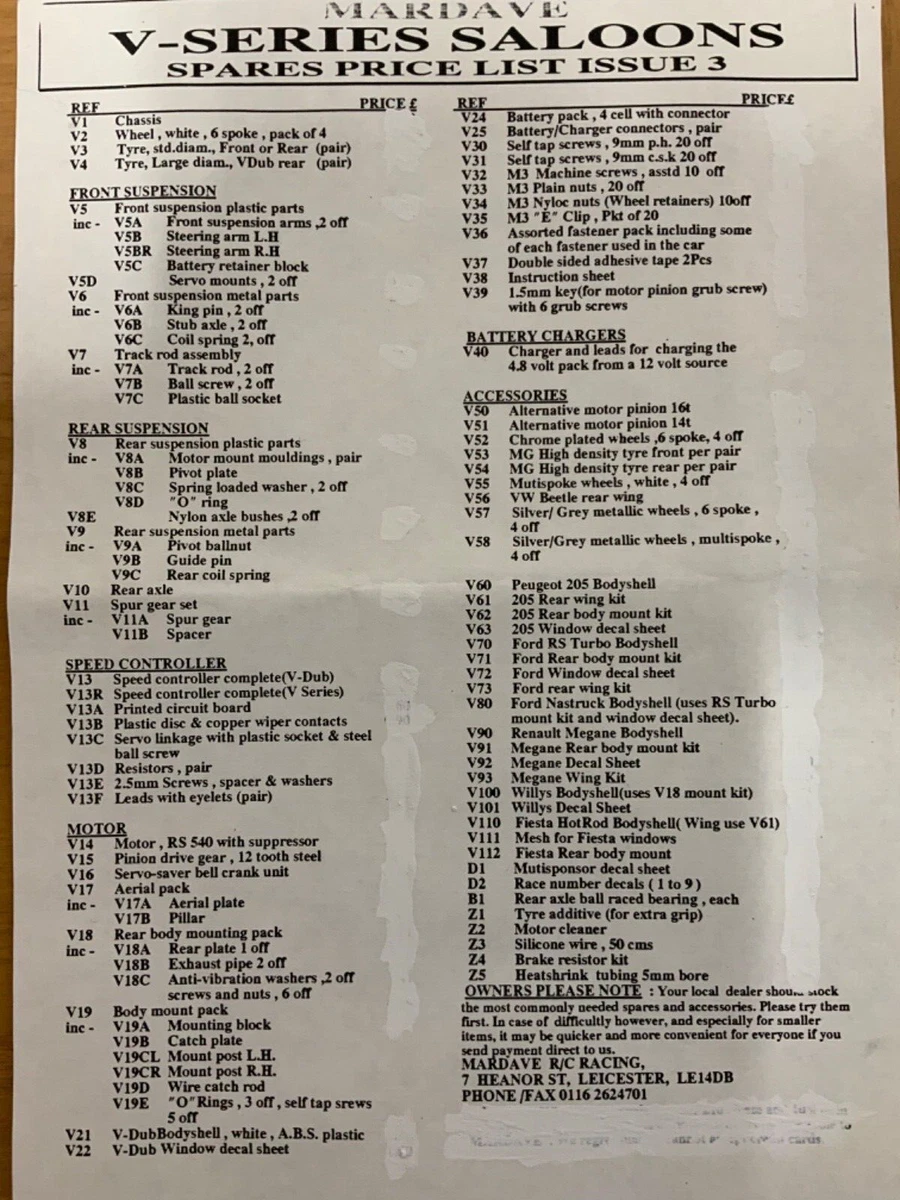 MARDAVE
V-SERIES SALOONS
SPARES PRICE LIST ISSUE 3
REF PRICE £
V1 Chassis
V2 Wheel, white, 6 spoke, pack of 4
V3 Tyre, std.diam., Front or Rear (pair)
V4 Tyre, Large diam., VDub rear (pair)
FRONT SUSPENSION
V5 Front suspension plastic parts
inc - V5A Front suspension arms ,2 off
V5B Steering arm L.H
V5BR Steering arm R.H
V5C Battery retainer block
V5D Servo mounts, 2 off
V6 Front suspension metal parts
inc - V6A King pin, 2 off
V6B Stub axle, 2 off
V6C Coil spring 2, off
V7 Track rod assembly
inc - V7A Track rod, 2 off
V7B Ball screw, 2 off
V7C Plastic ball socket
REAR SUSPENSION
V8 Rear suspension plastic parts
inc - V8A Motor mount mouldings, pair
V8B Pivot plate
V8C Spring loaded washer, 2 off
V8D "O" ring
V8E Nylon axle bushes ,2 off
V9 Rear suspension metal parts
inc - V9A Pivot ballnut
V9B Guide pin
V9C Rear coil spring
V10 Rear axle
V11 Spur gear set
inc - V11A Spur gear
V11B Spacer
SPEED CONTROLLER
V13 Speed controller complete(V-Dub)
V13R Speed controller complete(V Series)
V13A Printed circuit board
V13B Plastic disc & copper wiper contacts
V13C Servo linkage with plastic socket & steel
ball screw
V13D Resistors, pair
V13E 2.5mm Screws, spacer & washers
V13F Leads with eyelets (pair)
MOTOR
V14 Motor, RS 540 with suppressor
V15 Pinion drive gear, 12 tooth steel
V16 Servo-saver bell crank unit
V17 Aerial pack
inc - V17A Aerial plate
V17B Pillar
V18 Rear body mounting pack
inc - V18A Rear plate 1 off
V18B Exhaust pipe 2 off
V18C Anti-vibration washers ,2 off
screws and nuts, 6 off
V19 Body mount pack
inc - V19A Mounting block
V19B Catch plate
V19CL Mount post L.H.
V19CR Mount post R.H.
V19D Wire catch rod
V19E "O"Rings, 3 off, self tap srews
5 off
V21 V-DubBodyshell, white, A.B.S. plastic
V22 V-Dub Window decal sheet
REF PRICE£
V24 Battery pack, 4 cell with connector
V25 Battery/Charger connectors, pair
V30 Self tap screws, 9mm p.h. 20 off
V31 Self tap screws, 9mm c.s.k 20 off
V32 M3 Machine screws, asstd 10 off
V33 M3 Plain nuts, 20 off
V34 M3 Nyloc nuts (Wheel retainers) 10off
V35 M3 "E" Clip, Pkt of 20
V36 Assorted fastener pack including some
of each fastener used in the car
V37 Double sided adhesive tape 2Pcs
V38 Instruction sheet
V39 1.5mm key(for motor pinion grub screw)
with 6 grub screws
BATTERY CHARGERS
V40 Charger and leads for charging the
4.8 volt pack from a 12 volt source
ACCESSORIES
V50 Alternative motor pinion 16t
V51 Alternative motor pinion 14t
V52 Chrome plated wheels ,6 spoke, 4 off
V53 MG High density tyre front per pair
V54 MG High density tyre rear per pair
V55 Mutispoke wheels, white, 4 off
V56 VW Beetle rear wing
V57 Silver/ Grey metallic wheels, 6 spoke,
4 off
V58 Silver/Grey metallic wheels, multispoke,
4 off
V60 Peugeot 205 Bodyshell
V61 205 Rear wing kit
V62 205 Rear body mount kit
V63 205 Window decal sheet
V70 Ford RS Turbo Bodyshell
V71 Ford Rear body mount kit
V72 Ford Window decal sheet
V73 Ford rear wing kit
V80 Ford Nastruck Bodyshell (uses RS Turbo
mount kit and window decal sheet).
V90 Renault Megane Bodyshell
V91 Megane Rear body mount kit
V92 Megane Decal Sheet
V93 Megane Wing Kit
V100 Willys Bodyshell(uses V18 mount kit)
V101 Willys Decal Sheet
V110 Fiesta HotRod Bodyshell( Wing use V61)
V111 Mesh for Fiesta windows
V112 Fiesta Rear body mount
D1 Mutisponsor decal sheet
D2 Race number decals ( 1 to 9 )
B1 Rear axle ball raced bearing, each
Z1 Tyre additive (for extra grip)
Z2 Motor cleaner
Z3 Silicone wire, 50 cms
Z4 Brake resistor kit
Z5 Heatshrink tubing 5mm bore
OWNERS PLEASE NOTE : Your local dealer should stock
the most commonly needed spares and accessories. Please try them
first. In case of difficultly however, and especially for smaller
items, it may be quicker and more convenient for everyone if you
send payment direct to us.
MARDAVE R/C RACING,
7 HEANOR ST, LEICESTER, LE14DB
PHONE /FAX 0116 2624701
cards.